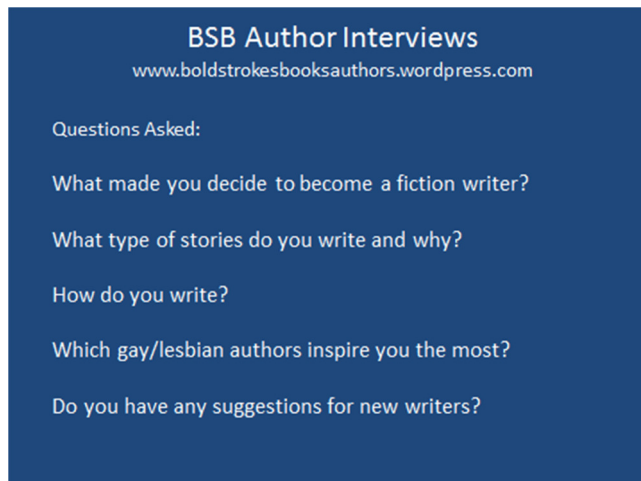 BSB Author Interviews
www.boldstrokesbooksauthors.wordpress.com
Questions Asked:
What made you decide to become a fiction writer?
What type of stories do you write and why?
How do you write?
Which gay/lesbian authors inspire you the most?
Do you have any suggestions for new writers?